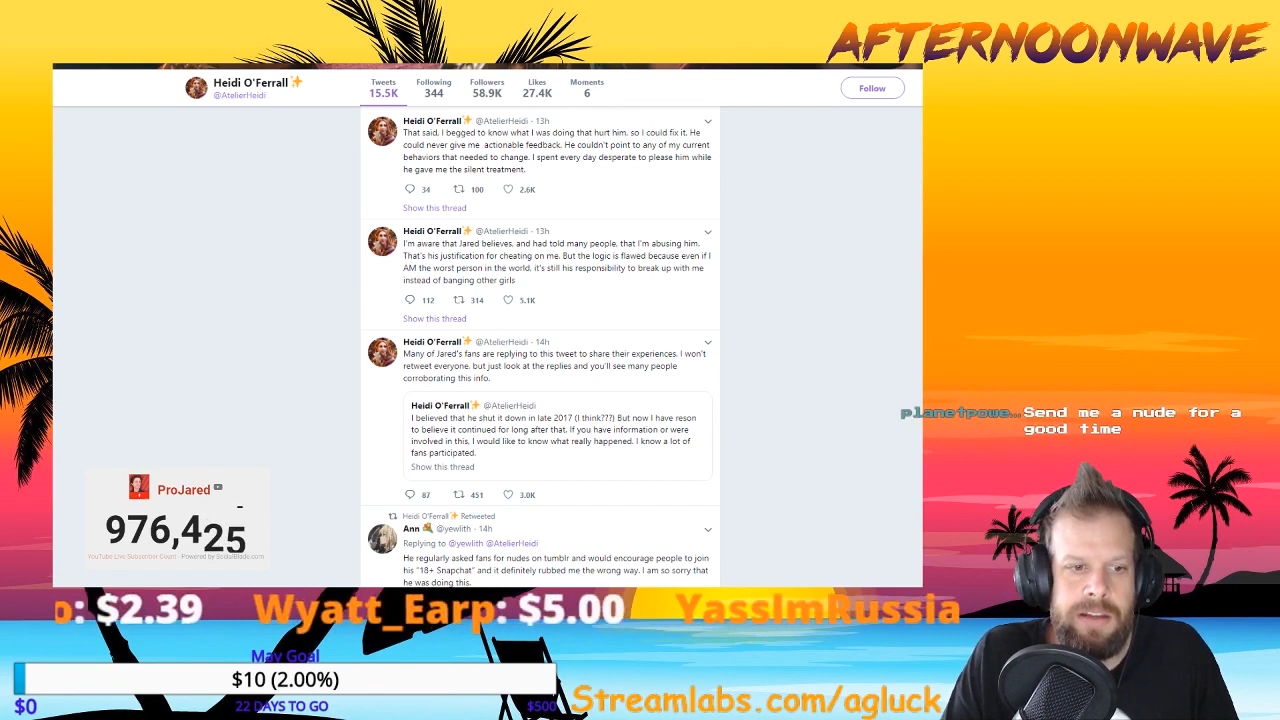 AFTERNOONWAVE
Heidi O'Ferrall✨
@AtelierHeidi
Tweets
15.5K
Following
344
Followers
58.9K
Likes
27.4K
Moments
6
Follow
Heidi O'Ferrall✨ @AtelierHeidi · 13h
That said, I begged to know what I was doing that hurt him, so I could fix it. He
could never give me actionable feedback. He couldn't point to any of my current
behaviors that needed to change. I spent every day desperate to please him while
he gave me the silent treatment.
34 100 2.6K
Show this thread
Heidi O'Ferrall✨ @AtelierHeidi · 13h
I'm aware that Jared believes, and had told many people, that I'm abusing him.
That's his justification for cheating on me. But the logic is flawed because even if I
AM the worst person in the world, it's still his responsibility to break up with me
instead of banging other girls
112 314 5.1K
Show this thread
Heidi O'Ferrall✨ @AtelierHeidi · 14h
Many of Jared's fans are replying to this tweet to share their experiences. I won't
retweet everyone, but just look at the replies and you'll see many people
corroborating this info.
Heidi O'Ferrall✨ @AtelierHeidi
I believed that he shut it down in late 2017 (I think???) But now I have reson
to believe it continued for long after that. If you have information or were
involved in this, I would like to know what really happened. I know a lot of
fans participated.
Show this thread
87 451 3.0K
Heidi O'Ferrall✨ Retweeted
Ann @yewlith · 14h
Replying to @yewlith @AtelierHeidi
He regularly asked fans for nudes on tumblr and would encourage people to join
his "18+ Snapchat" and it definitely rubbed me the wrong way. I am so sorry that
he was doing this.
ProJared
976,425
YouTube Live Subscriber Count - Powered by SocialBlade.com
planetpowe... Send me a nude for a
good time
o: $2.39 Wyatt_Earp: $5.00 YassImRussia
May Goal
$10 (2.00%)
$0 22 DAYS TO GO $500
Streamlabs.com/agluck